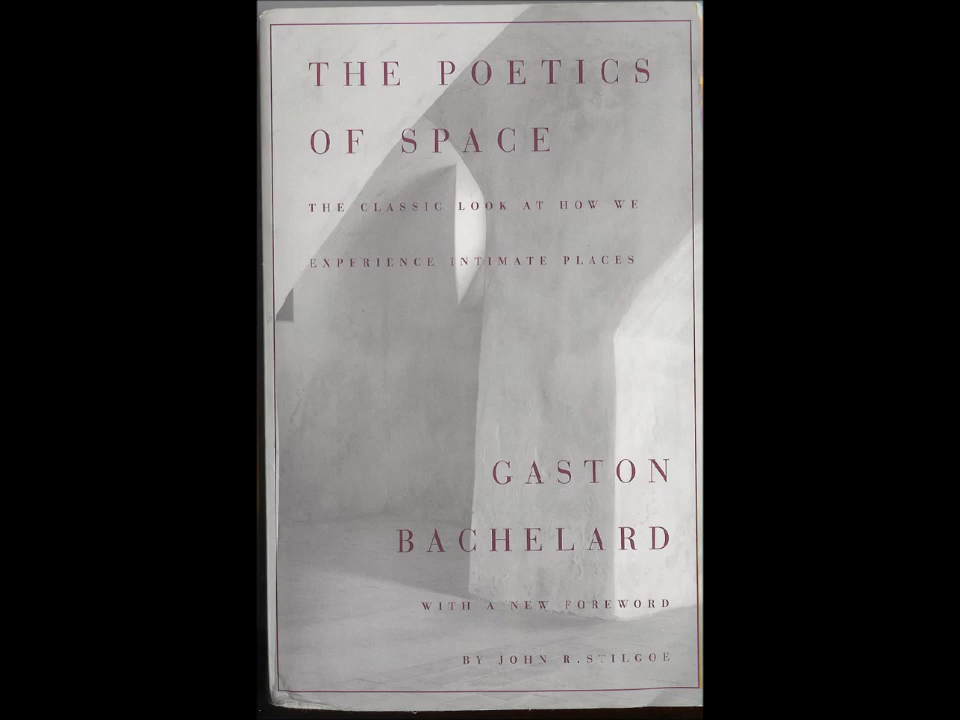 THE POETICS
OF SPACE
THE CLASSIC LOOK AT HOW WE
EXPERIENCE INTIMATE PLACES
GASTON
BACHELARD
WITH A NEW FOREWORD
BY JOHN R. STILGOE